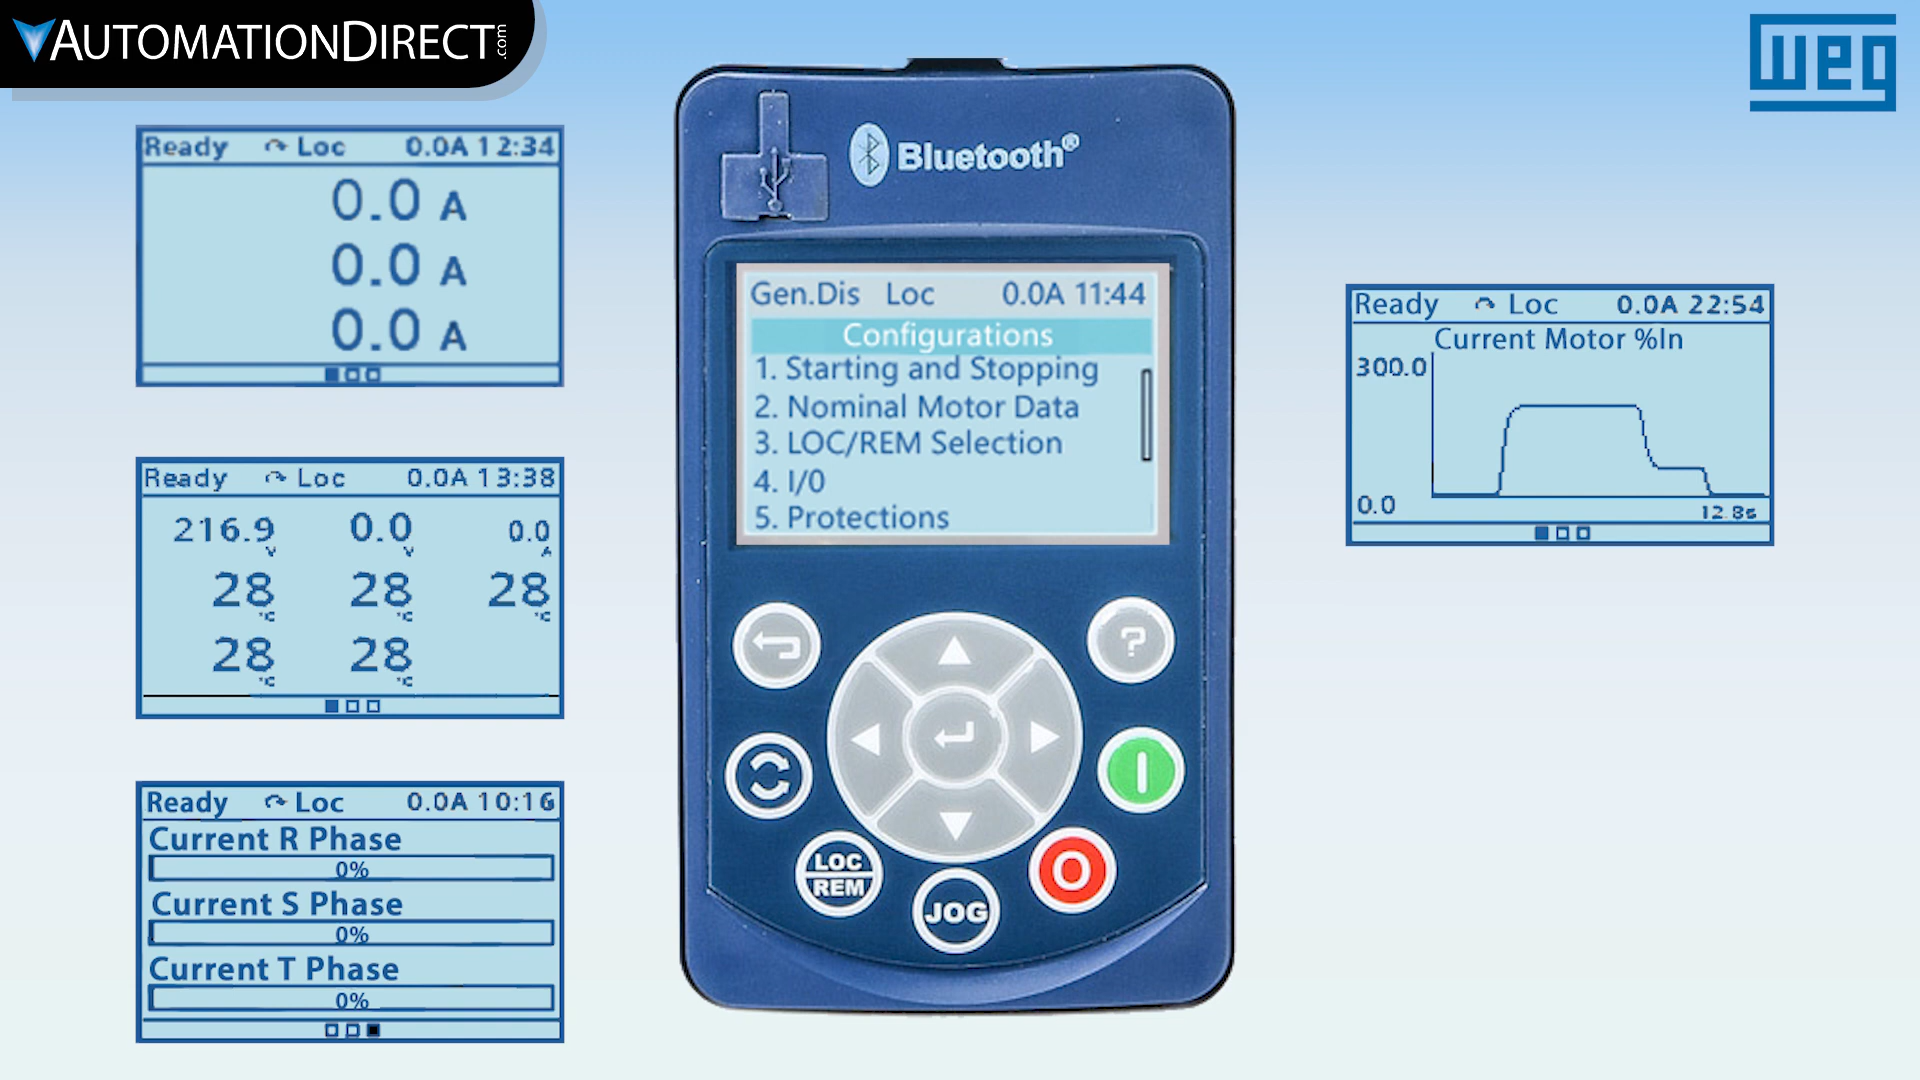 AUTOMATIONDIRECT.com
weg
Ready Loc 0.0A 12:34
0.0 A
0.0 A
0.0 A
Ready Loc 0.0A 13:38
216.9 V 0.0 V 0.0 A
28 °C 28 °C 28 °C
28 °C 28 °C
Ready Loc 0.0A 10:16
Current R Phase
0%
Current S Phase
0%
Current T Phase
0%
Bluetooth®
Gen.Dis Loc 0.0A 11:44
Configurations
1. Starting and Stopping
2. Nominal Motor Data
3. LOC/REM Selection
4. I/0
5. Protections
?
LOC
REM
JOG
Ready Loc 0.0A 22:54
Current Motor %In
300.0
0.0
12.8s